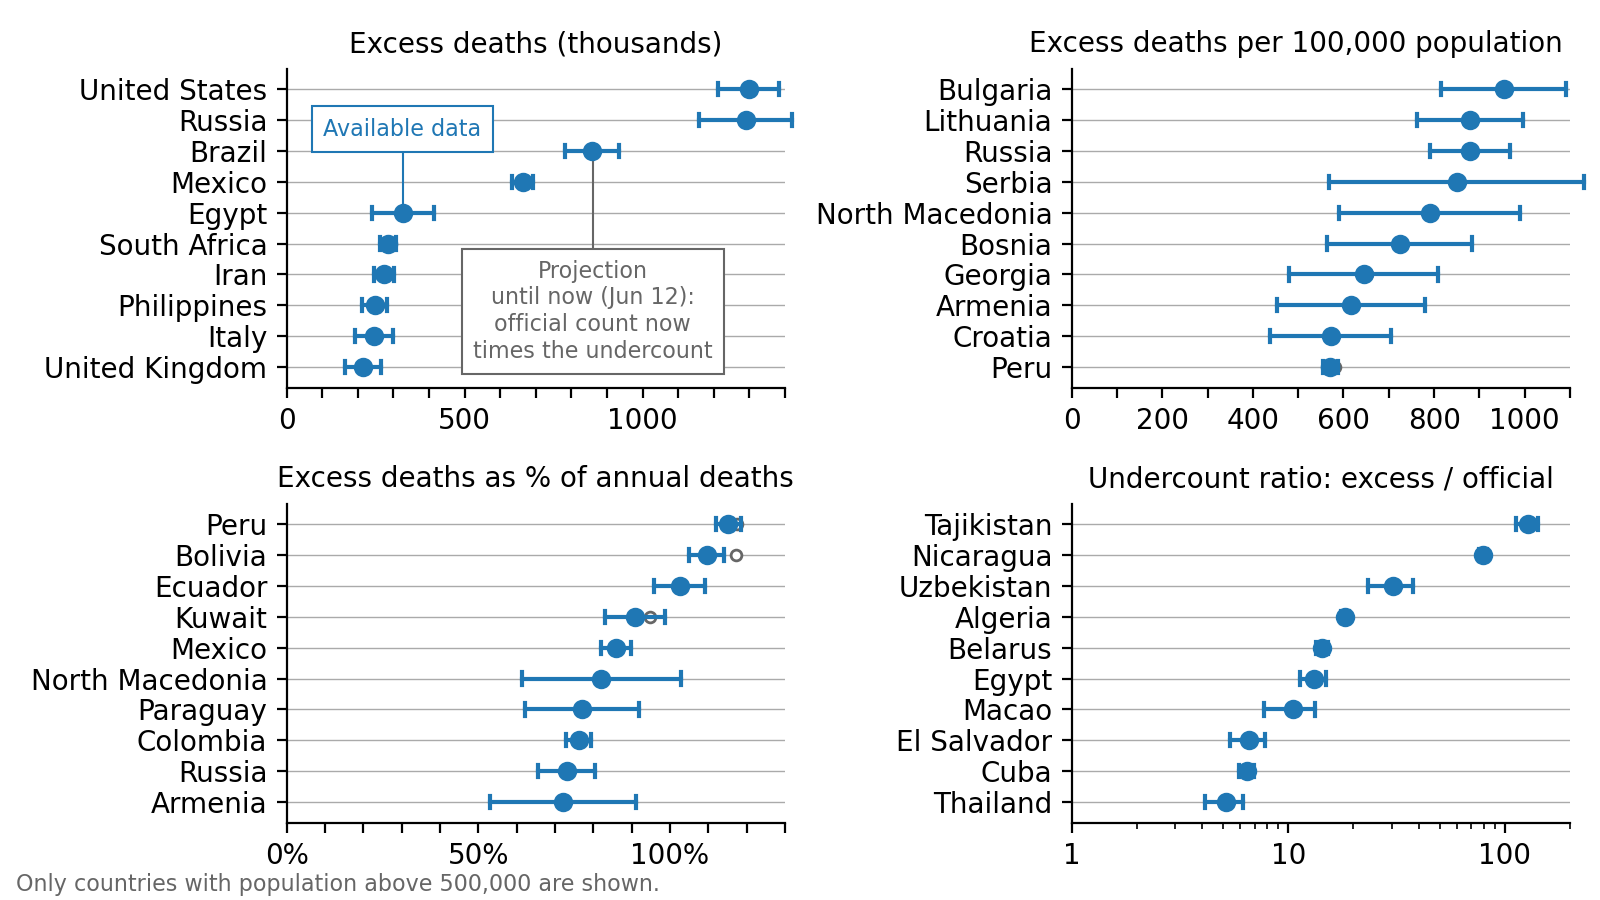 Excess deaths (thousands)
United States
Russia
Brazil
Mexico
Egypt
South Africa
Iran
Philippines
Italy
United Kingdom
Available data
Projection
until now (Jun 12):
official count now
times the undercount
0 500 1000
Excess deaths per 100,000 population
Bulgaria
Lithuania
Russia
Serbia
North Macedonia
Bosnia
Georgia
Armenia
Croatia
Peru
0 200 400 600 800 1000
Excess deaths as % of annual deaths
Peru
Bolivia
Ecuador
Kuwait
Mexico
North Macedonia
Paraguay
Colombia
Russia
Armenia
0% 50% 100%
Undercount ratio: excess / official
Tajikistan
Nicaragua
Uzbekistan
Algeria
Belarus
Egypt
Macao
El Salvador
Cuba
Thailand
1 10 100
Only countries with population above 500,000 are shown.